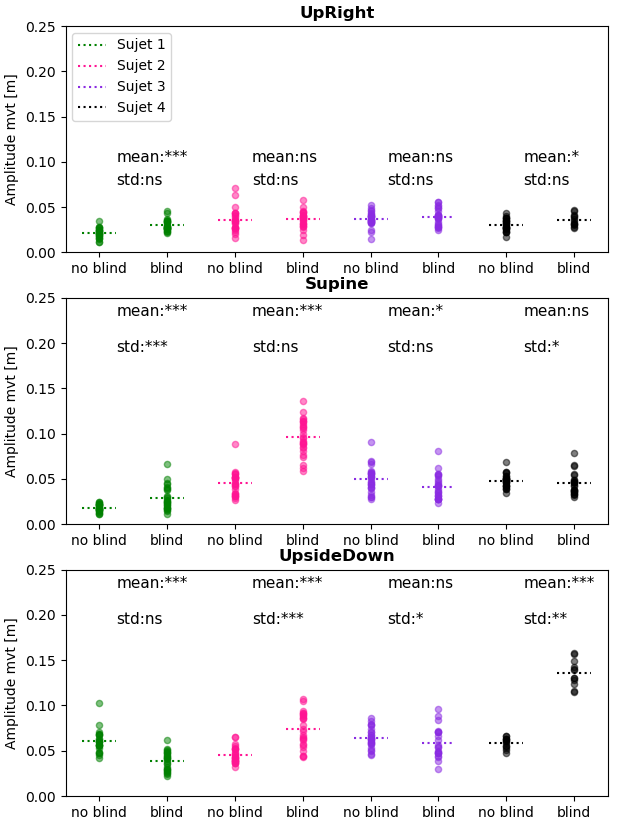 UpRight
0.25
0.20
0.15
0.10
0.05
0.00
Amplitude mvt [m]
Sujet 1
Sujet 2
Sujet 3
Sujet 4
mean:*** mean:ns mean:ns mean:*
std:ns std:ns std:ns std:ns
no blind blind no blind blind no blind blind no blind blind
Supine
0.25
0.20
0.15
0.10
0.05
0.00
Amplitude mvt [m]
mean:*** mean:*** mean:* mean:ns
std:*** std:ns std:ns std:*
no blind blind no blind blind no blind blind no blind blind
UpsideDown
0.25
0.20
0.15
0.10
0.05
0.00
Amplitude mvt [m]
mean:*** mean:*** mean:ns mean:***
std:ns std:*** std:* std:**
no blind blind no blind blind no blind blind no blind blind